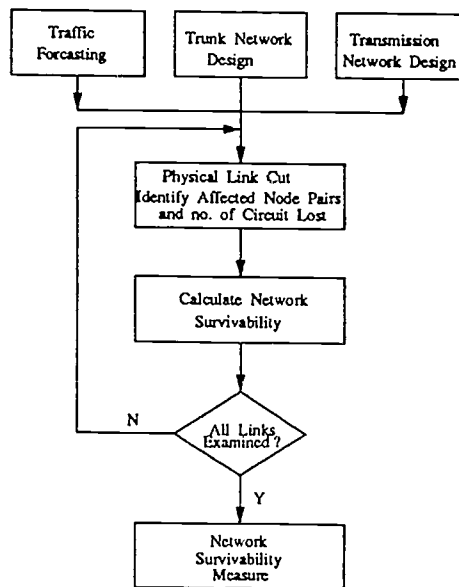 Traffic
Forcasting
Trunk Network
Design
Transmission
Network Design
Physical Link Cut
Identify Affected Node Pairs
and no. of Circuit Lost
Calculate Network
Survivability
N
All Links
Examined ?
Y
Network
Survivability
Measure